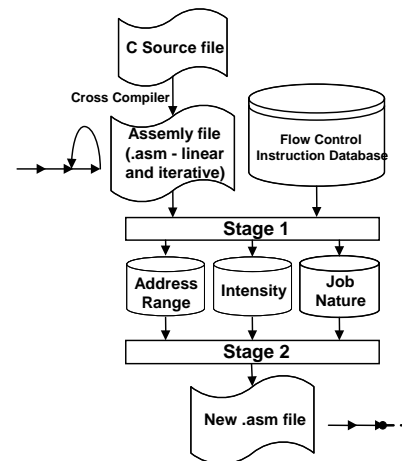 C Source file
Cross Compiler
Assemly file
(.asm - linear
and iterative)
Flow Control
Instruction Database
Stage 1
Address
Range
Intensity
Job
Nature
Stage 2
New .asm file